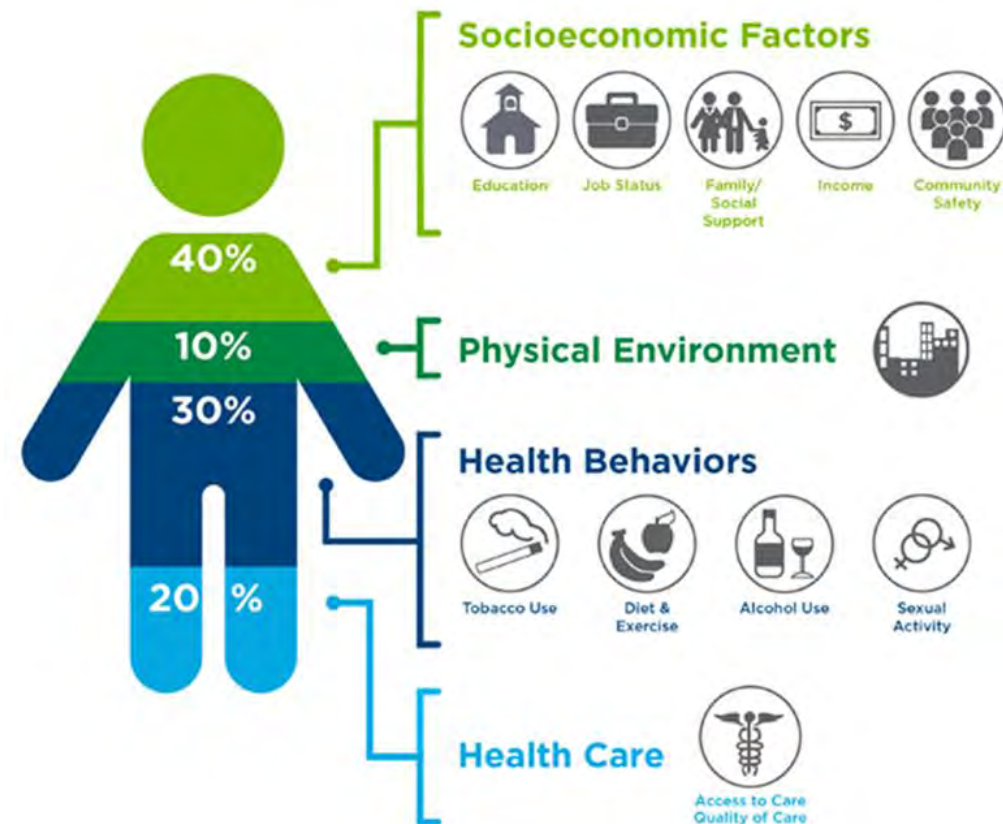 Socioeconomic Factors
$
Education
Job Status
Family/
Social
Support
Income
Community
Safety
40%
10%
Physical Environment
30%
Health Behaviors
Tobacco Use
Diet &
Exercise
Alcohol Use
Sexual
Activity
20 %
Health Care
Access to Care
Quality of Care